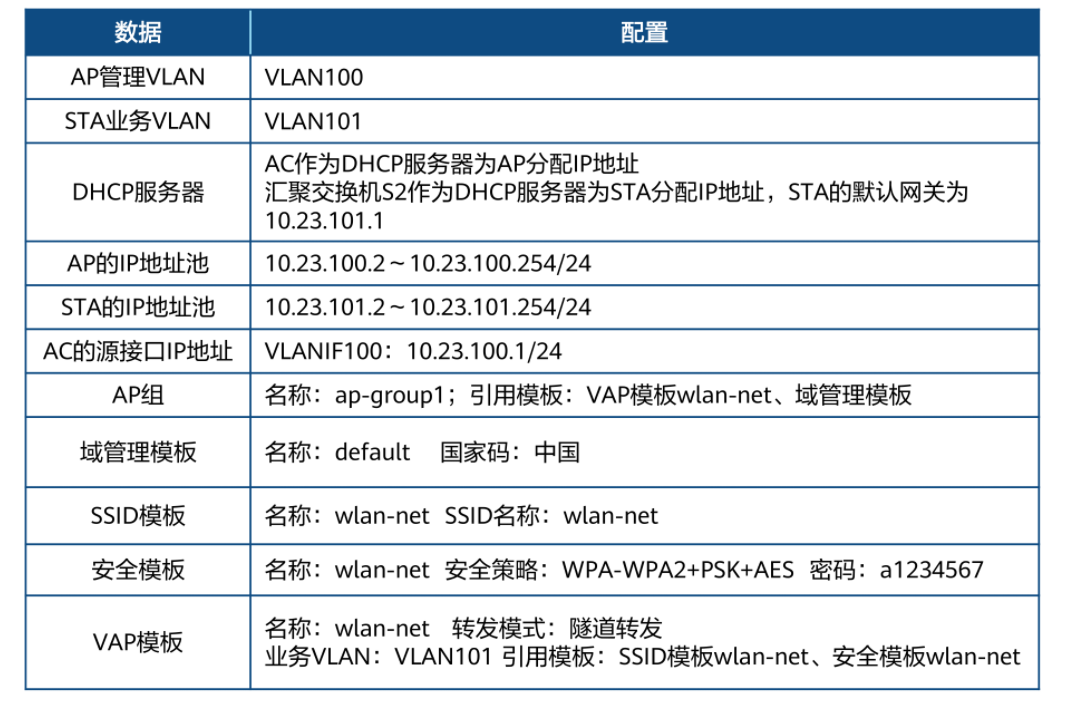 数据 配置
AP管理VLAN VLAN100
STA业务VLAN VLAN101
DHCP服务器 AC作为DHCP服务器为AP分配IP地址
汇聚交换机S2作为DHCP服务器为STA分配IP地址，STA的默认网关为
10.23.101.1
AP的IP地址池 10.23.100.2～10.23.100.254/24
STA的IP地址池 10.23.101.2～10.23.101.254/24
AC的源接口IP地址 VLANIF100：10.23.100.1/24
AP组 名称：ap-group1；引用模板：VAP模板wlan-net、域管理模板
域管理模板 名称：default 国家码：中国
SSID模板 名称：wlan-net SSID名称：wlan-net
安全模板 名称：wlan-net 安全策略：WPA-WPA2+PSK+AES 密码：a1234567
VAP模板 名称：wlan-net 转发模式：隧道转发
业务VLAN：VLAN101 引用模板：SSID模板wlan-net、安全模板wlan-net